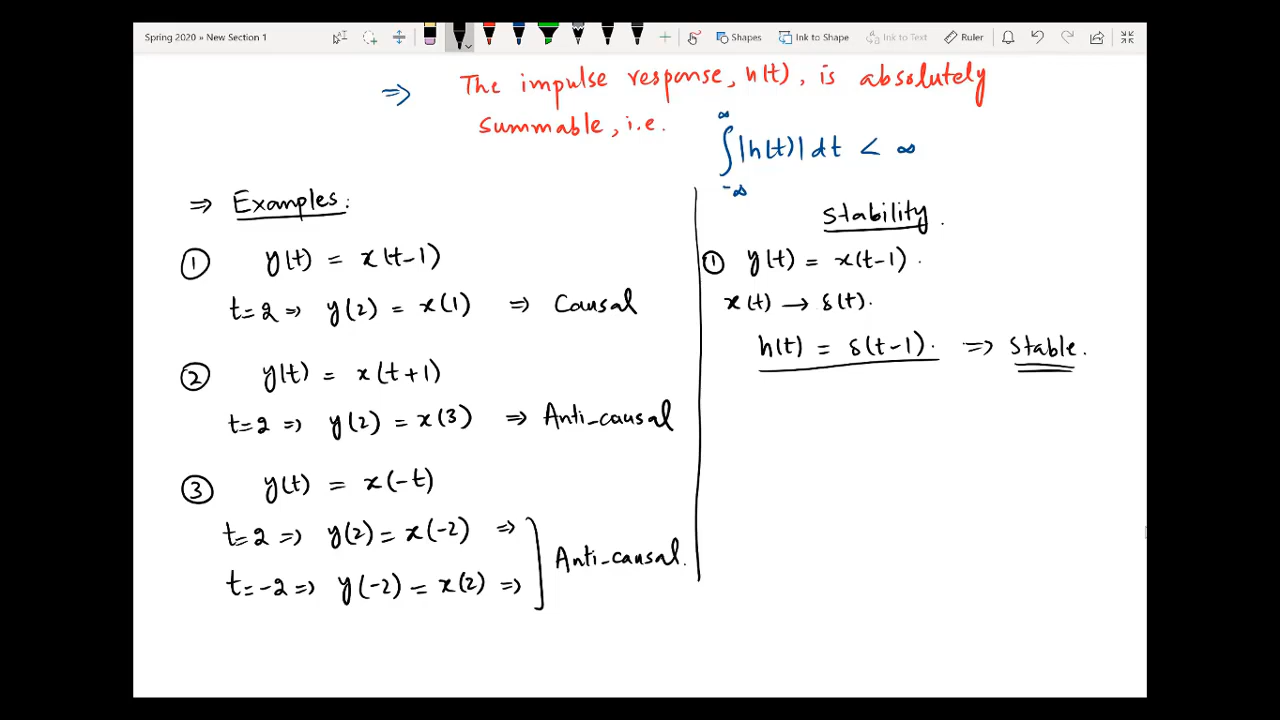 Spring 2020 » New Section 1
Shapes
Ink to Shape
Ink to Text
Ruler
⇒ The impulse response, h(t), is absolutely
summable, i.e. ∫_{-∞}^{∞} |h(t)| dt < ∞
⇒ Examples:
① y(t) = x(t-1)
t=2 ⇒ y(2) = x(1) ⇒ Causal
② y(t) = x(t+1)
t=2 ⇒ y(2) = x(3) ⇒ Anti-causal
③ y(t) = x(-t)
t=2 ⇒ y(2) = x(-2) ⇒
t=-2 ⇒ y(-2) = x(2) ⇒
] Anti-causal.
Stability.
① y(t) = x(t-1).
x(t) → δ(t).
h(t) = δ(t-1). ⇒ Stable.